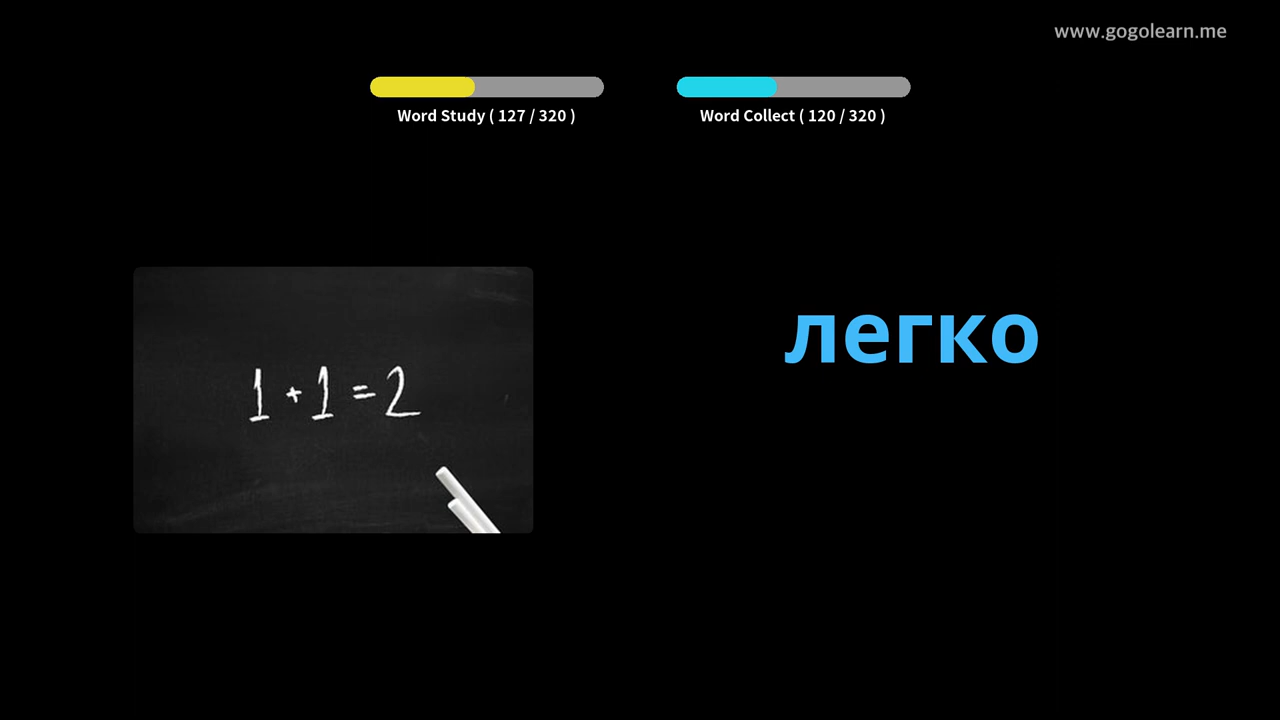 www.gogolearn.me
Word Study ( 127 / 320 )
Word Collect ( 120 / 320 )
легко
1 + 1 = 2